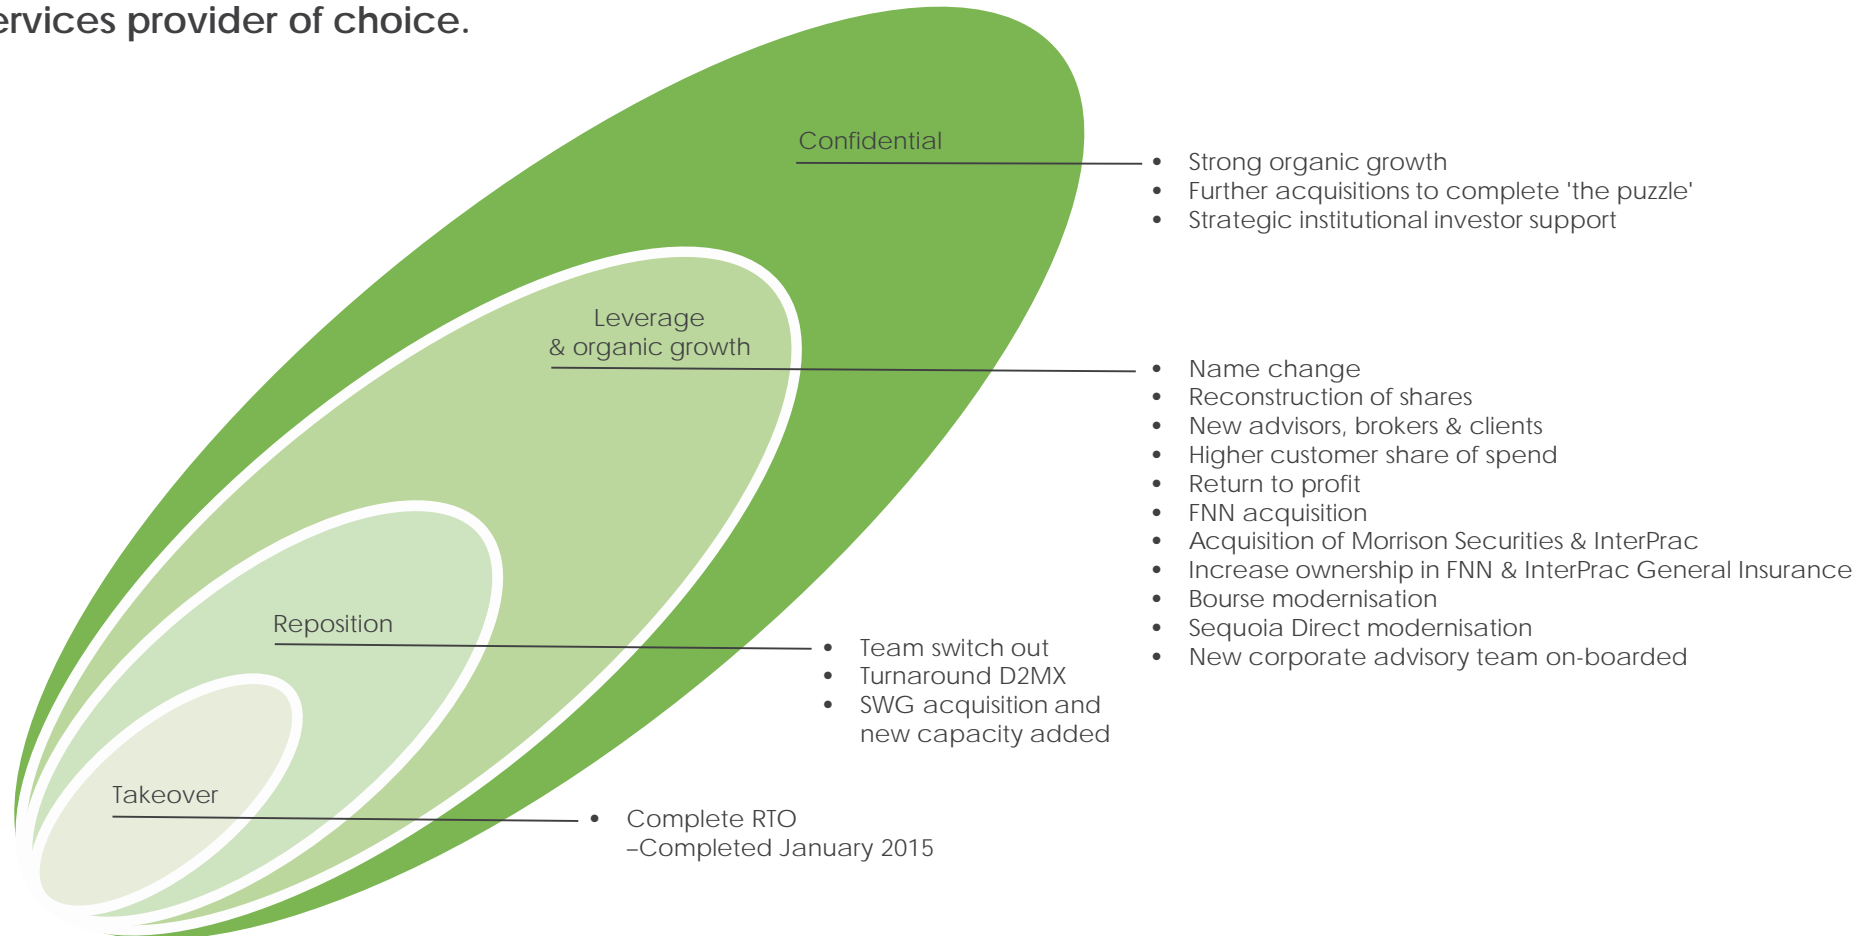 services provider of choice.
Confidential
• Strong organic growth
• Further acquisitions to complete 'the puzzle'
• Strategic institutional investor support
Leverage
& organic growth
• Name change
• Reconstruction of shares
• New advisors, brokers & clients
• Higher customer share of spend
• Return to profit
• FNN acquisition
• Acquisition of Morrison Securities & InterPrac
• Increase ownership in FNN & InterPrac General Insurance
• Bourse modernisation
• Sequoia Direct modernisation
• New corporate advisory team on-boarded
Reposition
• Team switch out
• Turnaround D2MX
• SWG acquisition and
new capacity added
Takeover
• Complete RTO
–Completed January 2015